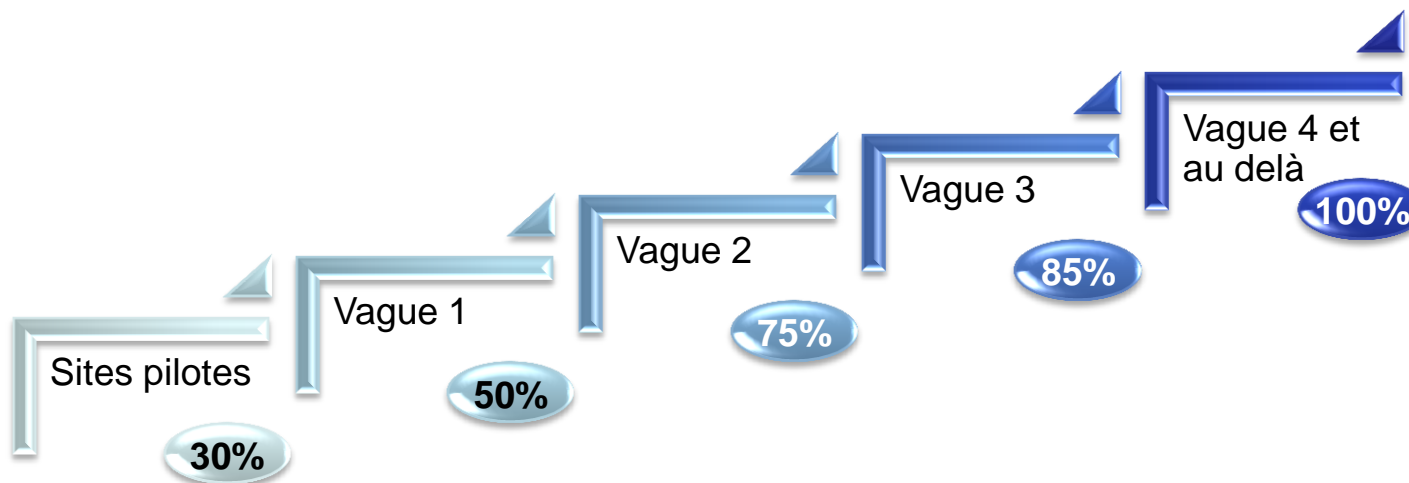 Sites pilotes
30%
Vague 1
50%
Vague 2
75%
Vague 3
85%
Vague 4 et
au delà
100%